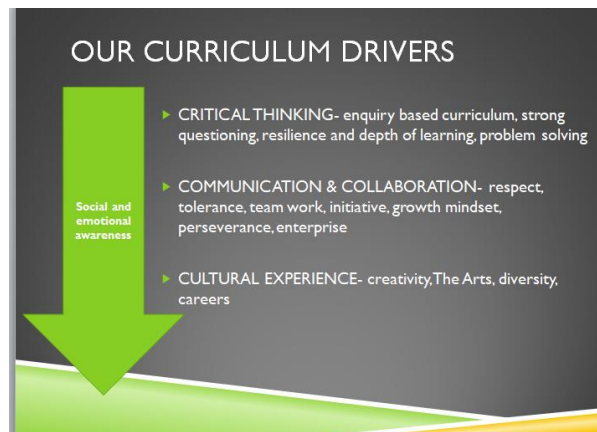 OUR CURRICULUM DRIVERS
CRITICAL THINKING- enquiry based curriculum, strong
questioning, resilience and depth of learning, problem solving
Social and
emotional
awareness
COMMUNICATION & COLLABORATION- respect,
tolerance, team work, initiative, growth mindset,
perseverance, enterprise
CULTURAL EXPERIENCE- creativity, The Arts, diversity,
careers